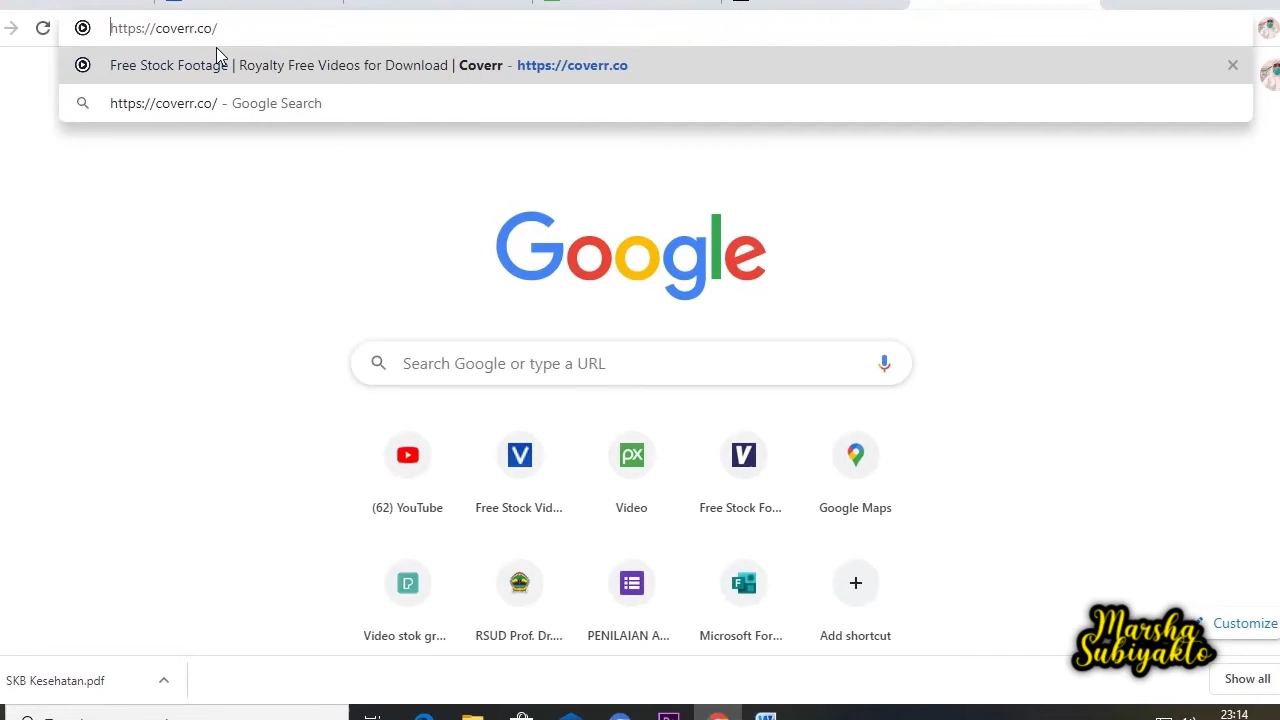 https://coverr.co/
Free Stock Footage | Royalty Free Videos for Download | Coverr - https://coverr.co
https://coverr.co/ - Google Search
Google
Search Google or type a URL
(62) YouTube
Free Stock Vid...
Video
Free Stock Fo...
Google Maps
Video stok gr...
RSUD Prof. Dr....
PENILAIAN A...
Microsoft For...
Add shortcut
Customize
Marsha
Subiyakto
SKB Kesehatan.pdf
Show all
23:14